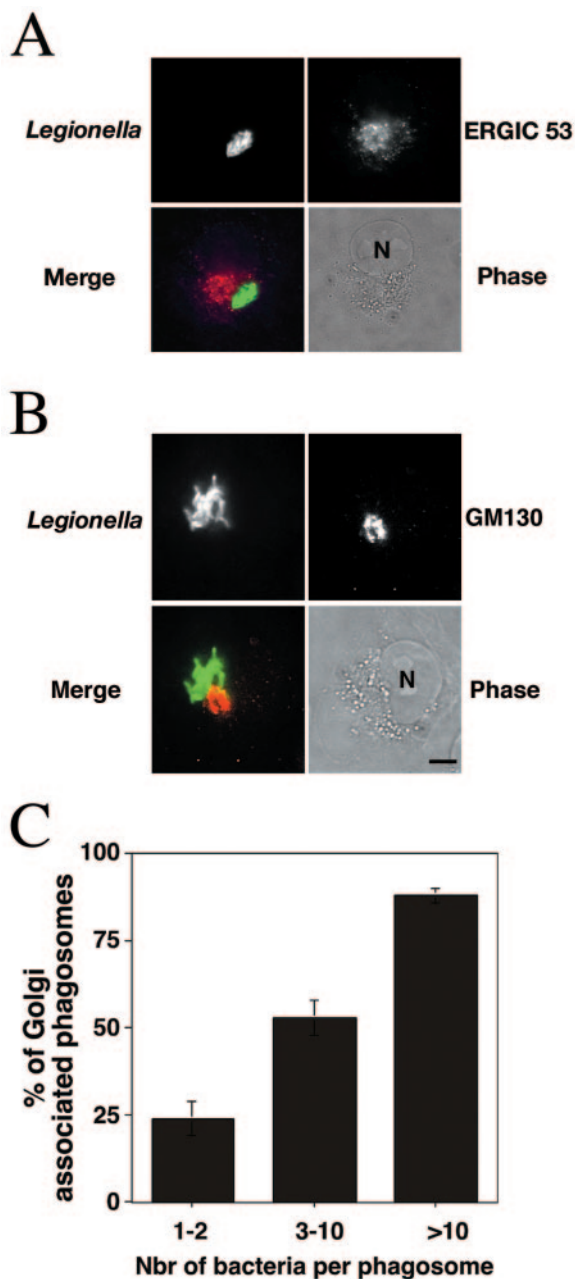 A
Legionella
ERGIC 53
Merge
N
Phase
B
Legionella
GM130
Merge
N
Phase
C
% of Golgi
associated phagosomes
100
75
50
25
0
1-2
3-10
>10
Nbr of bacteria per phagosome